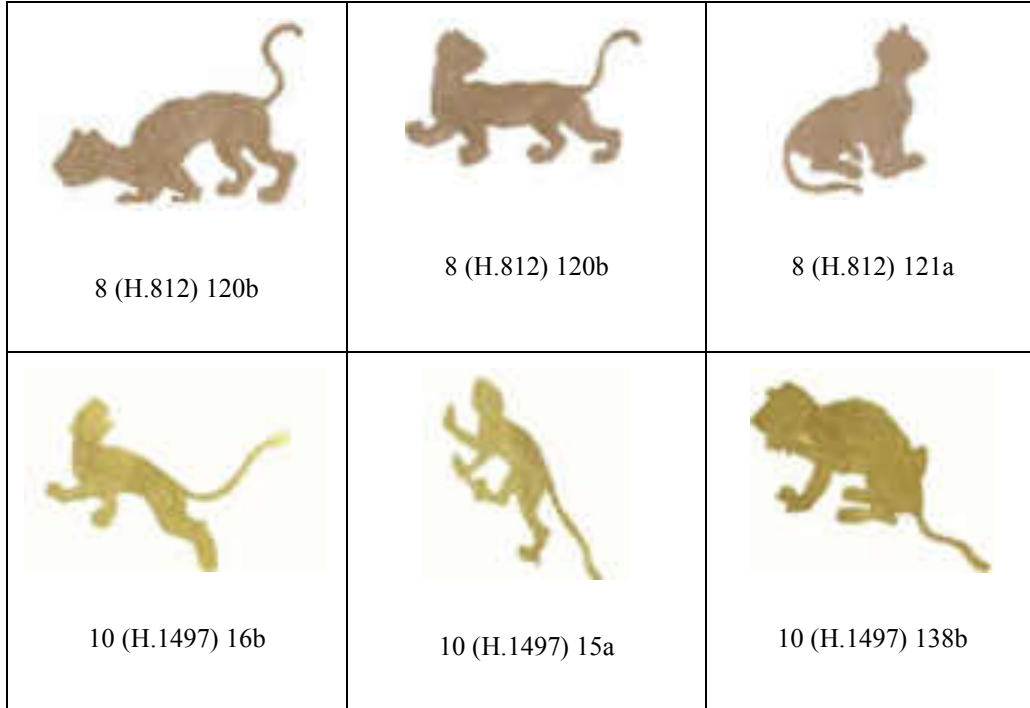 8 (H.812) 120b
8 (H.812) 120b
8 (H.812) 121a
10 (H.1497) 16b
10 (H.1497) 15a
10 (H.1497) 138b